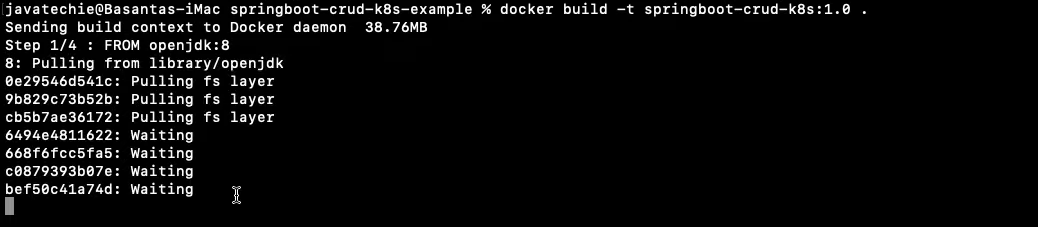 javatechie@Basantas-iMac springboot-crud-k8s-example % docker build -t springboot-crud-k8s:1.0 .
Sending build context to Docker daemon  38.76MB
Step 1/4 : FROM openjdk:8
8: Pulling from library/openjdk
0e29546d541c: Pulling fs layer
9b829c73b52b: Pulling fs layer
cb5b7ae36172: Pulling fs layer
6494e4811622: Waiting
668f6fcc5fa5: Waiting
c0879393b07e: Waiting
bef50c41a74d: Waiting